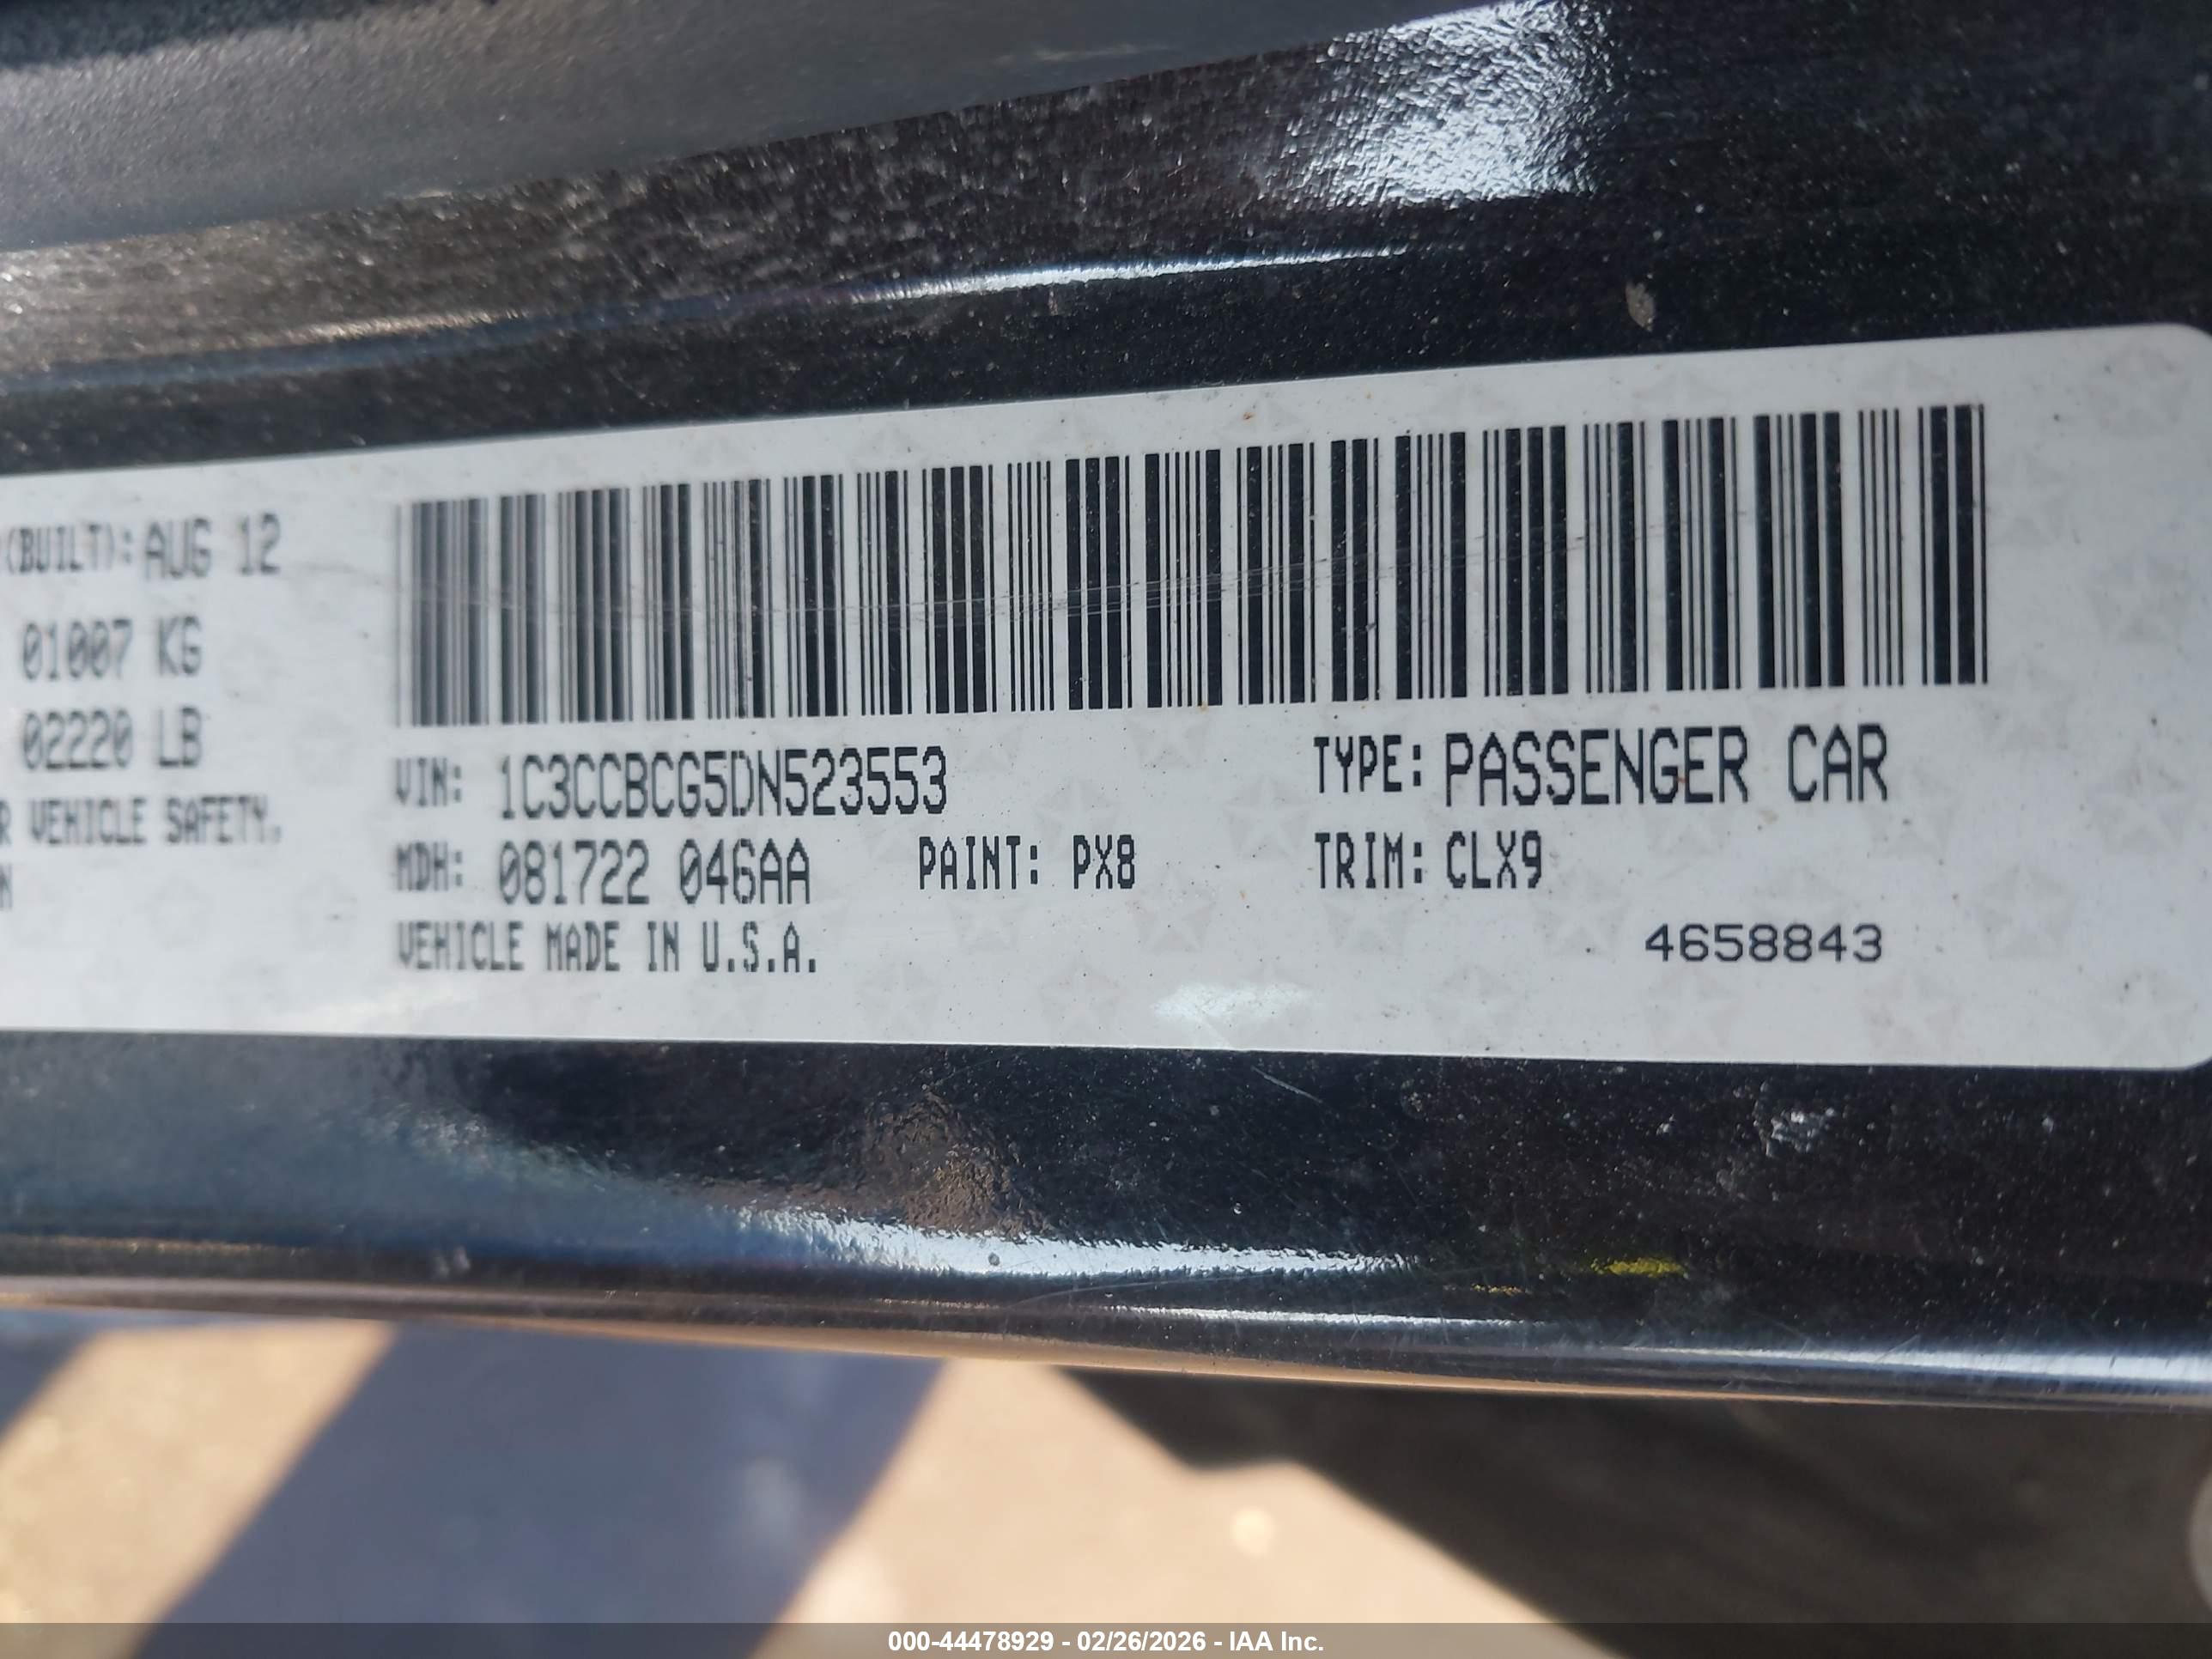 (BUILT): AUG 12
01007 KG
02220 LB
R VEHICLE SAFETY.
N
VIN: 1C3CCBCG5DN523553
TYPE: PASSENGER CAR
MDH: 081722 046AA
PAINT: PX8
TRIM: CLX9
VEHICLE MADE IN U.S.A.
4658843
000-44478929 - 02/26/2026 - IAA Inc.